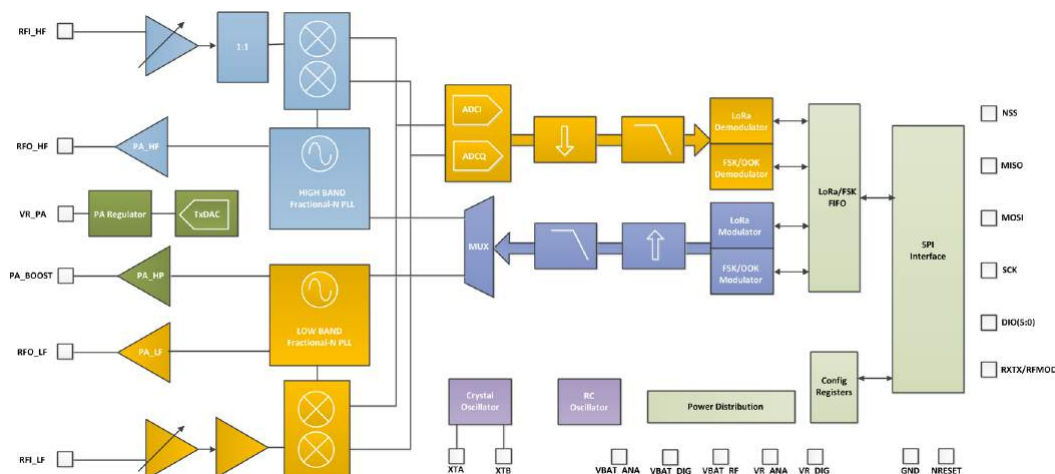 RFI_HF
1:1
RFO_HF
PA_HF
HIGH BAND
Fractional-N PLL
VR_PA
PA Regulator
TxDAC
PA_BOOST
PA_HP
LOW BAND
Fractional-N PLL
RFO_LF
PA_LF
RFI_LF
ADCI
ADCQ
MUX
LoRa
Demodulator
FSK/OOK
Demodulator
LoRa
Modulator
FSK/OOK
Modulator
LoRa/FSK
FIFO
SPI
Interface
Config
Registers
Crystal
Oscillator
RC
Oscillator
Power Distribution
NSS
MISO
MOSI
SCK
DIO(5:0)
RXTX/RFMOD
XTA
XTB
VBAT_ANA
VBAT_DIG
VBAT_RF
VR_ANA
VR_DIG
GND
NRESET